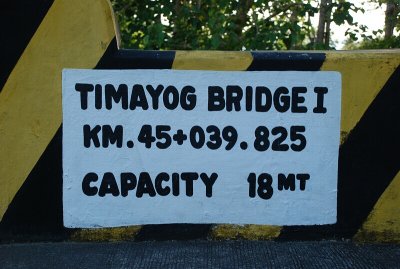 TIMAYOG BRIDGE I
KM.45+039.825
CAPACITY 18MT